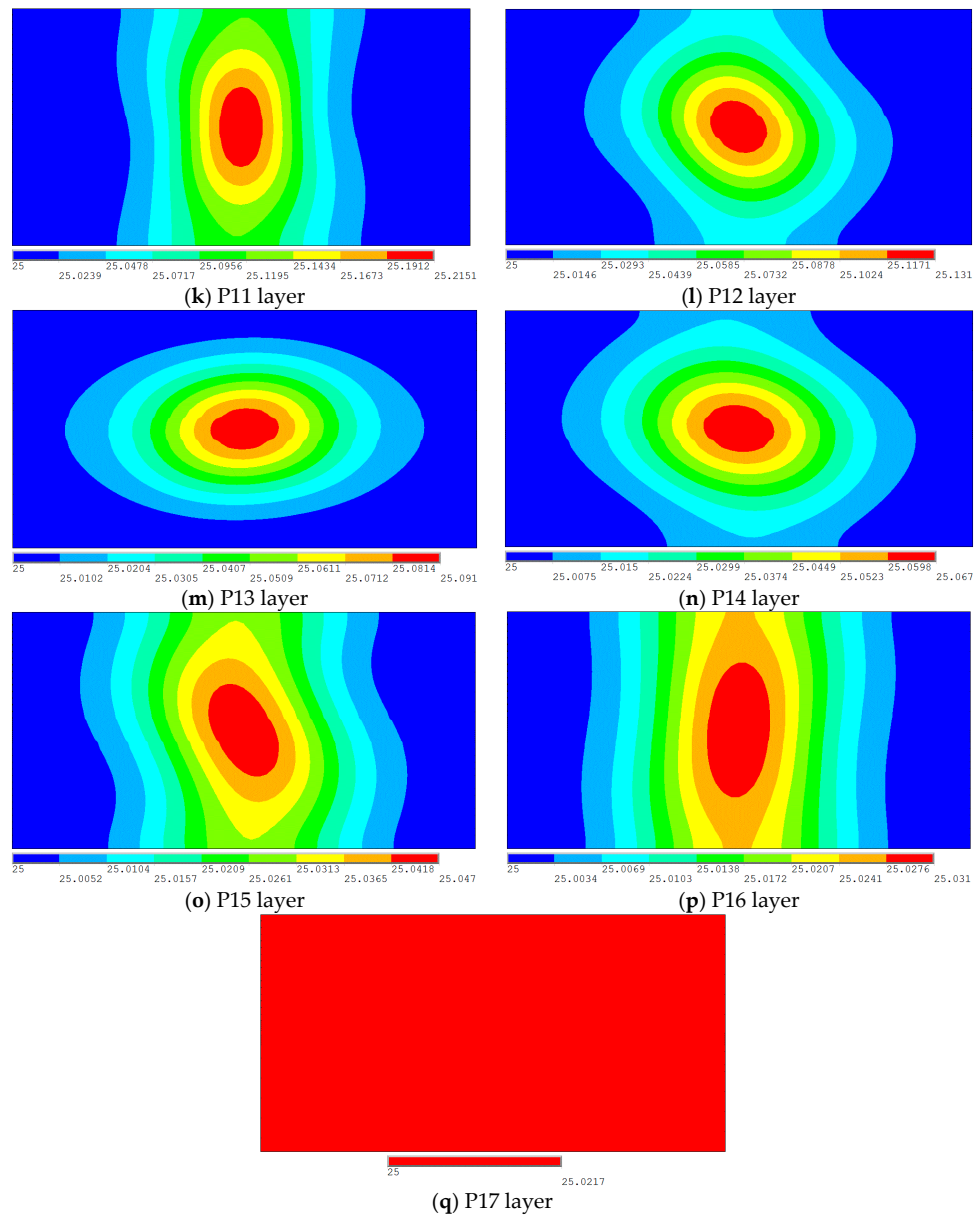 25 25.0478 25.0956 25.1434 25.1912
25.0239 25.0717 25.1195 25.1673 25.2151
(k) P11 layer
25 25.0293 25.0585 25.0878 25.1171
25.0146 25.0439 25.0732 25.1024 25.131
(l) P12 layer
25 25.0204 25.0407 25.0611 25.0814
25.0102 25.0305 25.0509 25.0712 25.091
(m) P13 layer
25 25.015 25.0299 25.0449 25.0598
25.0075 25.0224 25.0374 25.0523 25.067
(n) P14 layer
25 25.0104 25.0209 25.0313 25.0418
25.0052 25.0157 25.0261 25.0365 25.047
(o) P15 layer
25 25.0069 25.0138 25.0207 25.0276
25.0034 25.0103 25.0172 25.0241 25.031
(p) P16 layer
25
25.0217
(q) P17 layer